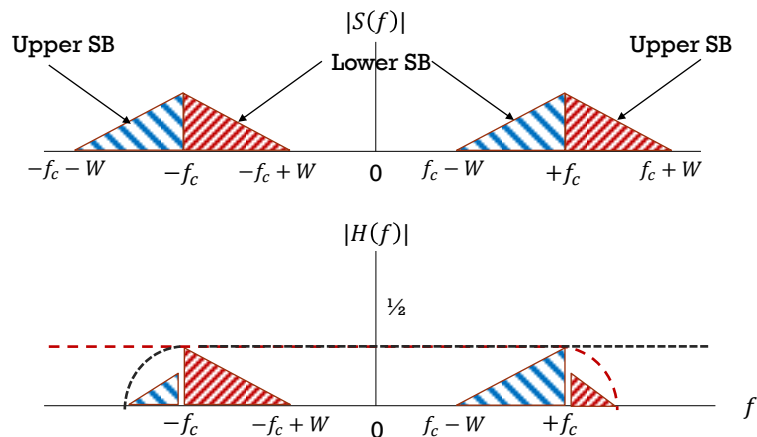 |S(f)|
Upper SB
Lower SB
Upper SB
−f_c − W
−f_c
−f_c + W
0
f_c − W
+f_c
f_c + W
|H(f)|
½
−f_c
−f_c + W
0
f_c − W
+f_c
f